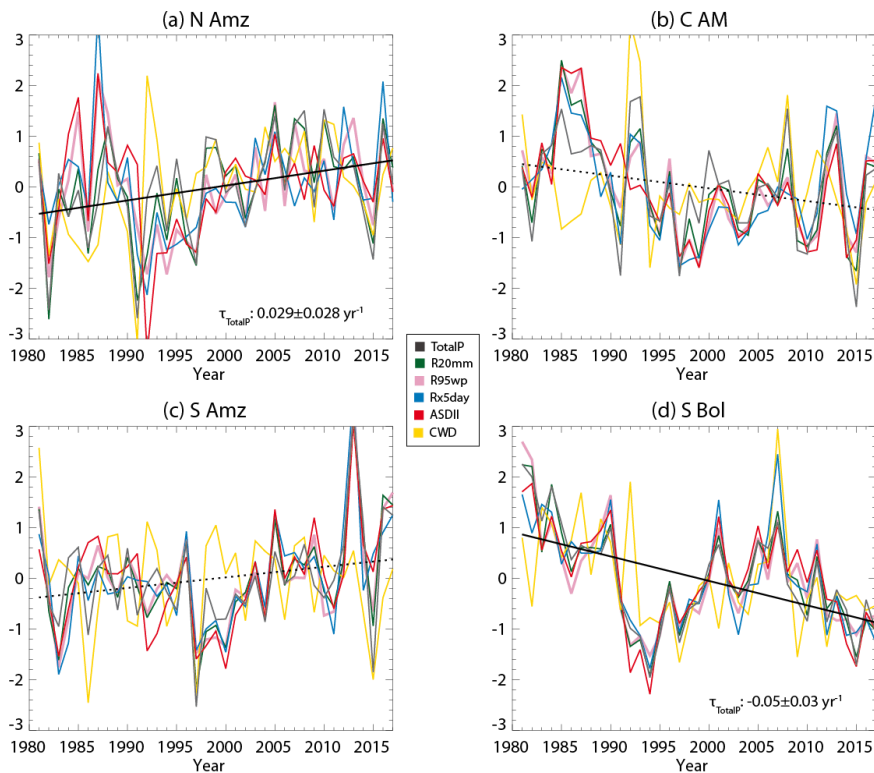 (a) N Amz
3
2
1
0
-1
-2
-3
τTotalP: 0.029±0.028 yr-1
1980 1985 1990 1995 2000 2005 2010 2015
Year
(b) C AM
3
2
1
0
-1
-2
-3
1980 1985 1990 1995 2000 2005 2010 2015
Year
TotalP
R20mm
R95wp
Rx5day
ASDII
CWD
(c) S Amz
3
2
1
0
-1
-2
-3
1980 1985 1990 1995 2000 2005 2010 2015
Year
(d) S Bol
3
2
1
0
-1
-2
-3
τTotalP: -0.05±0.03 yr-1
1980 1985 1990 1995 2000 2005 2010 2015
Year